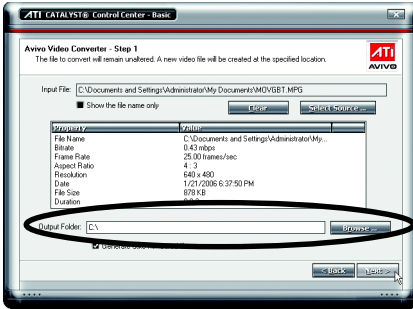 ATI CATALYST® Control Center - Basic
Avivo Video Converter - Step 1
The file to convert will remain unaltered. A new video file will be created at the specified location.
ATI
AVIVO
Input File: C:\Documents and Settings\Administrator\My Documents\MOVGBT.MPG
Show the file name only
Clear
Select Source ...
Property Value
File Name C:\Documents and Settings\Administrator\My...
Bitrate 0.43 mbps
Frame Rate 25.00 frames/sec
Aspect Ratio 4 : 3
Resolution 640 x 480
Date 1/21/2006 6:37:50 PM
File Size 878 KB
Duration
Output Folder: C:\
Browse ...
< Back
Next >